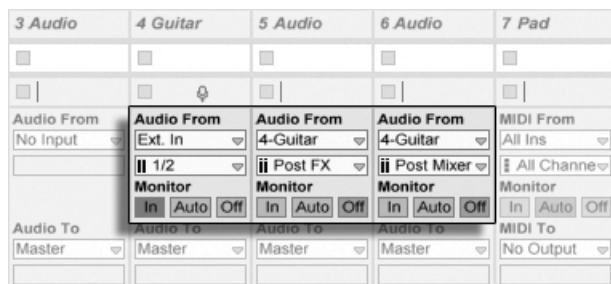 3 Audio 4 Guitar 5 Audio 6 Audio 7 Pad
Audio From Audio From Audio From Audio From MIDI From
No Input Ext. In 4-Guitar 4-Guitar All Ins
1/2 Post FX Post Mixer All Channe
Monitor Monitor Monitor Monitor
In Auto Off In Auto Off In Auto Off In Auto Off
Audio To Audio To Audio To Audio To MIDI To
Master Master Master Master No Output